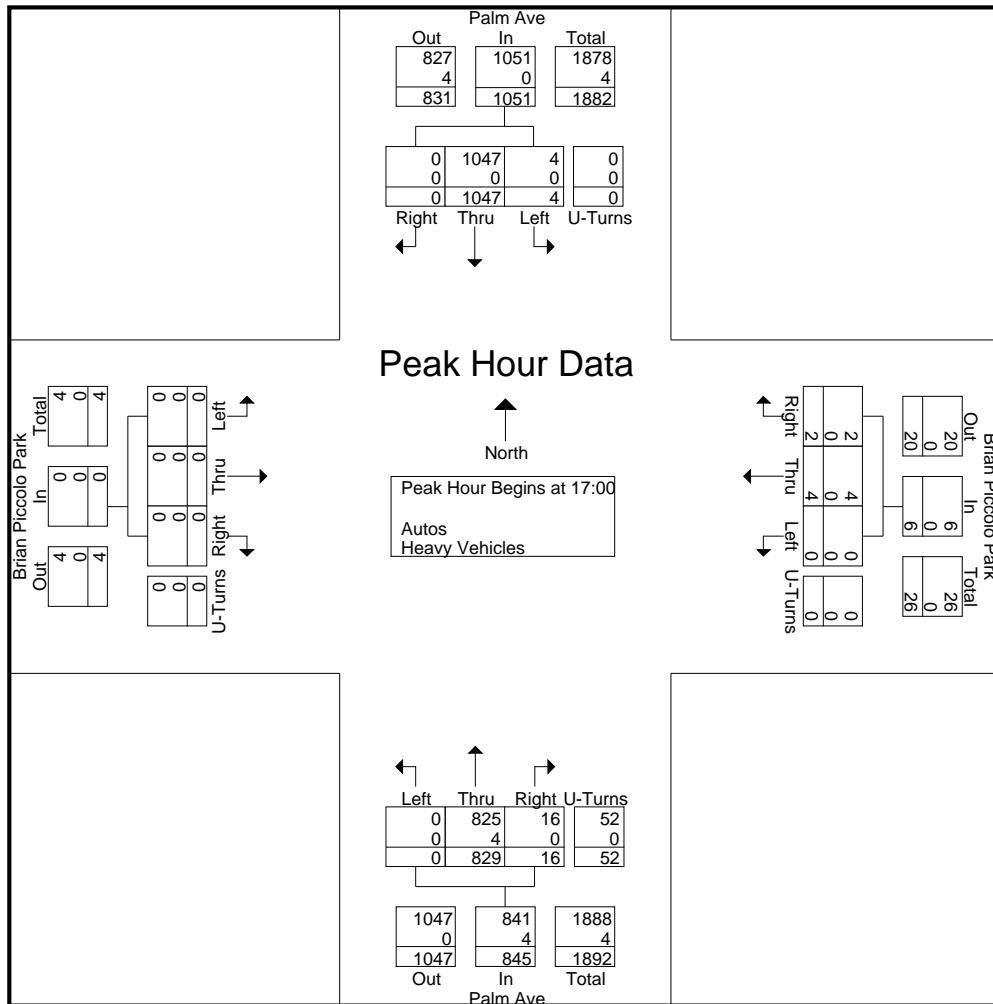 Palm Ave
Out In Total
827 1051 1878
4 0 4
831 1051 1882
0 1047 4 0
0 0 0 0
0 1047 4 0
Right Thru Left U-Turns
Peak Hour Data
North
Peak Hour Begins at 17:00
Autos
Heavy Vehicles
Brian Piccolo Park
Out In Total
4 0 4
0 0 0
4 0 4
Left Thru Right U-Turns
0 0 0 0
0 0 0 0
0 0 0 0
Brian Piccolo Park
Out In Total
20 6 26
0 0 0
20 6 26
Right Thru Left U-Turns
2 4 0 0
0 0 0 0
2 4 0 0
Left Thru Right U-Turns
0 825 16 52
0 4 0 0
0 829 16 52
1047 841 1888
0 4 4
1047 845 1892
Out In Total
Palm Ave